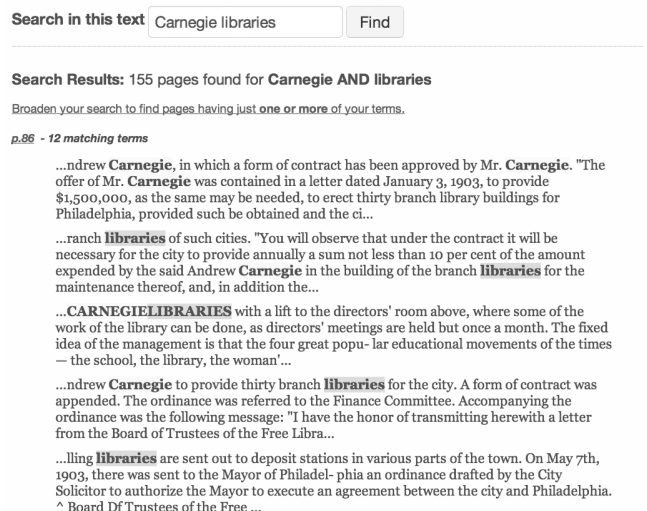 Search in this text Carnegie libraries Find
Search Results: 155 pages found for Carnegie AND libraries
Broaden your search to find pages having just one or more of your terms.
p.86 - 12 matching terms
...ndrew Carnegie, in which a form of contract has been approved by Mr. Carnegie. "The
offer of Mr. Carnegie was contained in a letter dated January 3, 1903, to provide
$1,500,000, as the same may be needed, to erect thirty branch library buildings for
Philadelphia, provided such be obtained and the ci...
...ranch libraries of such cities. "You will observe that under the contract it will be
necessary for the city to provide annually a sum not less than 10 per cent of the amount
expended by the said Andrew Carnegie in the building of the branch libraries for the
maintenance thereof, and, in addition the...
...CARNEGIELIBRARIES with a lift to the directors' room above, where some of the
work of the library can be done, as directors' meetings are held but once a month. The fixed
idea of the management is that the four great popu- lar educational movements of the times
— the school, the library, the woman'...
...ndrew Carnegie to provide thirty branch libraries for the city. A form of contract was
appended. The ordinance was referred to the Finance Committee. Accompanying the
ordinance was the following message: "I have the honor of transmitting herewith a letter
from the Board of Trustees of the Free Libra...
...lling libraries are sent out to deposit stations in various parts of the town. On May 7th,
1903, there was sent to the Mayor of Philadel- phia an ordinance drafted by the City
Solicitor to authorize the Mayor to execute an agreement between the city and Philadelphia.
^ Board Df Trustees of the Free ...